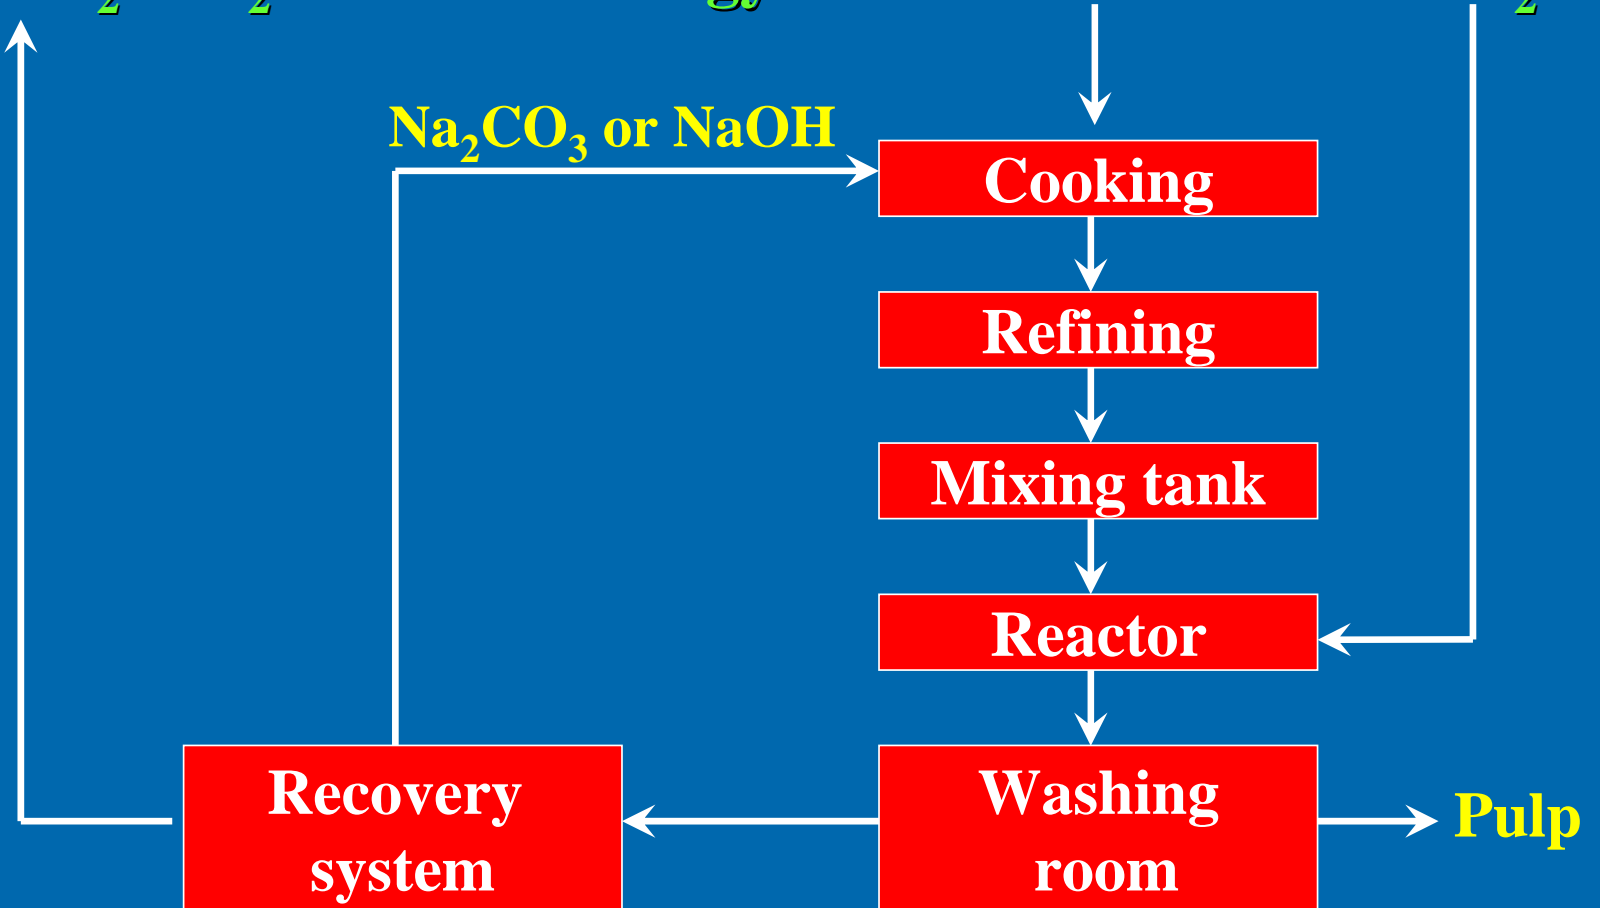 Na₂CO₃ or NaOH
Cooking
Refining
Mixing tank
Reactor
Recovery
system
Washing
room
Pulp